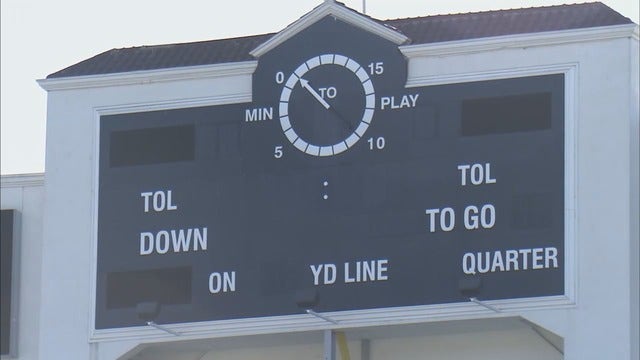 0 15
TO
MIN PLAY
5 10
:
TOL TOL
DOWN TO GO
ON YD LINE QUARTER